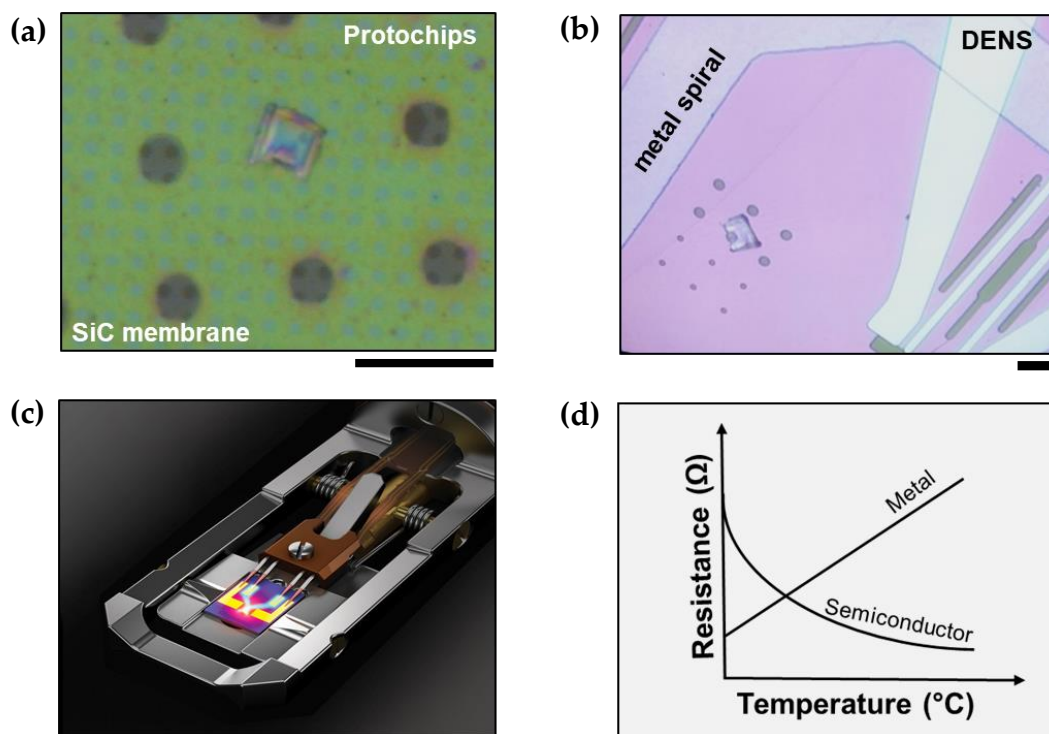 (a)
Protochips
SiC membrane
(b)
DENS
metal spiral
(c)
(d)
Resistance (Ω)
Metal
Semiconductor
Temperature (°C)